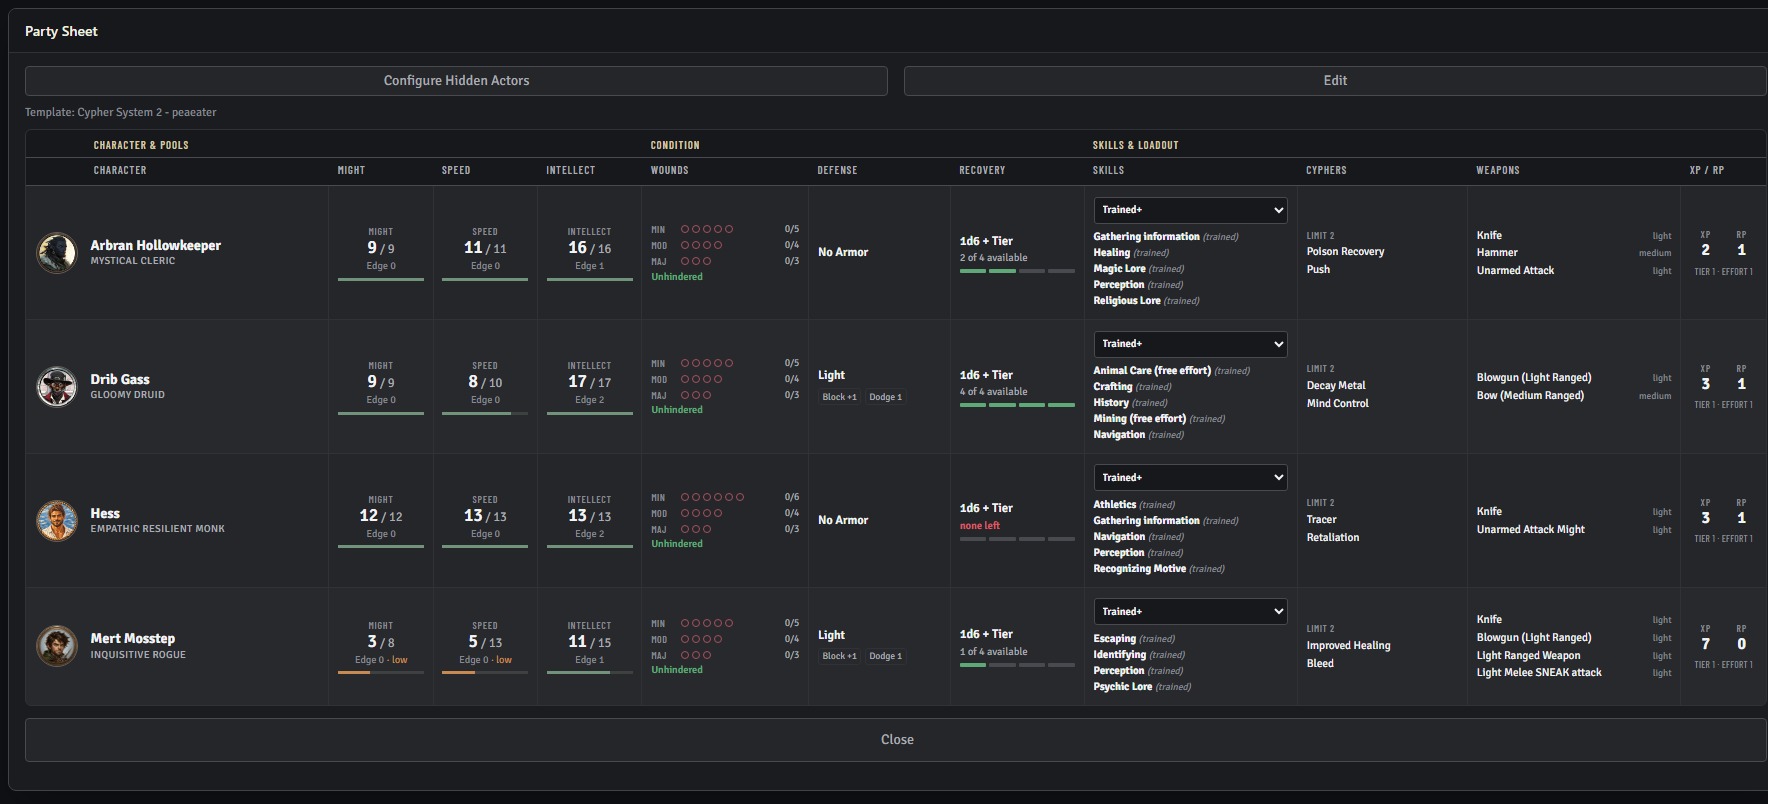 Party Sheet
Configure Hidden Actors
Edit
Template: Cypher System 2 - peaeater
CHARACTER & POOLS CONDITION SKILLS & LOADOUT
CHARACTER MIGHT SPEED INTELLECT WOUNDS DEFENSE RECOVERY SKILLS CYPHERS WEAPONS XP / RP
Arbran Hollowkeeper
MYSTICAL CLERIC
MIGHT
9 / 9
Edge 0
SPEED
11 / 11
Edge 0
INTELLECT
16 / 16
Edge 1
MIN 0/5
MOD 0/4
MAJ 0/3
Unhindered
No Armor
1d6 + Tier
2 of 4 available
Trained+
Gathering information (trained)
Healing (trained)
Magic Lore (trained)
Perception (trained)
Religious Lore (trained)
LIMIT 2
Poison Recovery
Push
Knife light
Hammer medium
Unarmed Attack light
XP RP
2 1
TIER 1 · EFFORT 1
Drib Gass
GLOOMY DRUID
MIGHT
9 / 9
Edge 0
SPEED
8 / 10
Edge 0
INTELLECT
17 / 17
Edge 2
MIN 0/5
MOD 0/4
MAJ 0/3
Unhindered
Light
Block +1 Dodge 1
1d6 + Tier
4 of 4 available
Trained+
Animal Care (free effort) (trained)
Crafting (trained)
History (trained)
Mining (free effort) (trained)
Navigation (trained)
LIMIT 2
Decay Metal
Mind Control
Blowgun (Light Ranged) light
Bow (Medium Ranged) medium
XP RP
3 1
TIER 1 · EFFORT 1
Hess
EMPATHIC RESILIENT MONK
MIGHT
12 / 12
Edge 0
SPEED
13 / 13
Edge 0
INTELLECT
13 / 13
Edge 2
MIN 0/6
MOD 0/4
MAJ 0/3
Unhindered
No Armor
1d6 + Tier
none left
Trained+
Athletics (trained)
Gathering information (trained)
Navigation (trained)
Perception (trained)
Recognizing Motive (trained)
LIMIT 2
Tracer
Retaliation
Knife light
Unarmed Attack Might light
XP RP
3 1
TIER 1 · EFFORT 1
Mert Mosstep
INQUISITIVE ROGUE
MIGHT
3 / 8
Edge 0 · low
SPEED
5 / 13
Edge 0 · low
INTELLECT
11 / 15
Edge 1
MIN 0/5
MOD 0/4
MAJ 0/3
Unhindered
Light
Block +1 Dodge 1
1d6 + Tier
1 of 4 available
Trained+
Escaping (trained)
Identifying (trained)
Perception (trained)
Psychic Lore (trained)
LIMIT 2
Improved Healing
Bleed
Knife light
Blowgun (Light Ranged) light
Light Ranged Weapon light
Light Melee SNEAK attack light
XP RP
7 0
TIER 1 · EFFORT 1
Close